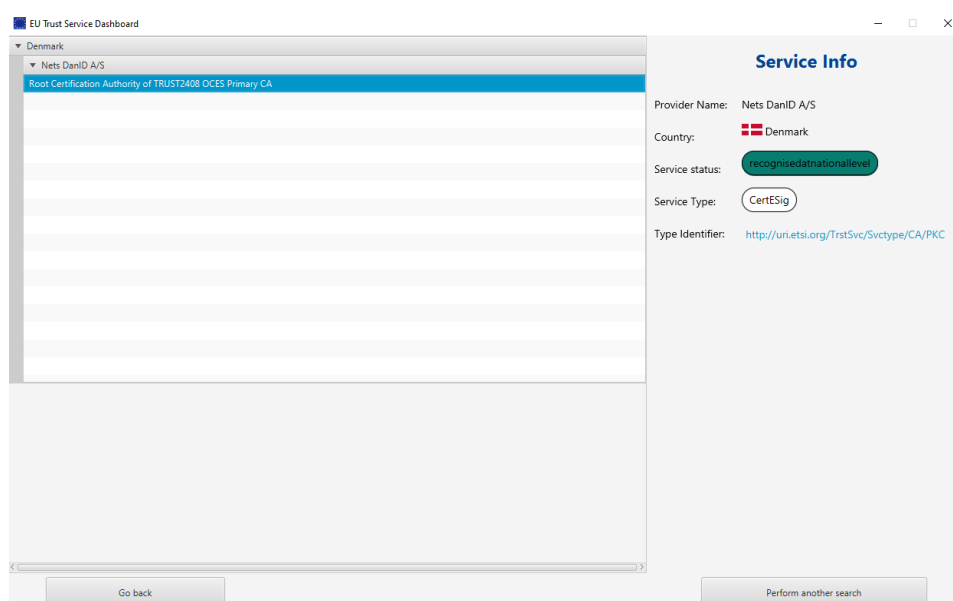 EU Trust Service Dashboard
Denmark
Nets DanID A/S
Root Certification Authority of TRUST2408 OCES Primary CA
Service Info
Provider Name: Nets DanID A/S
Country: Denmark
Service status: recognisedatnationallevel
Service Type: CertESig
Type Identifier: http://uri.etsi.org/TrstSvc/Svctype/CA/PKC
Go back
Perform another search